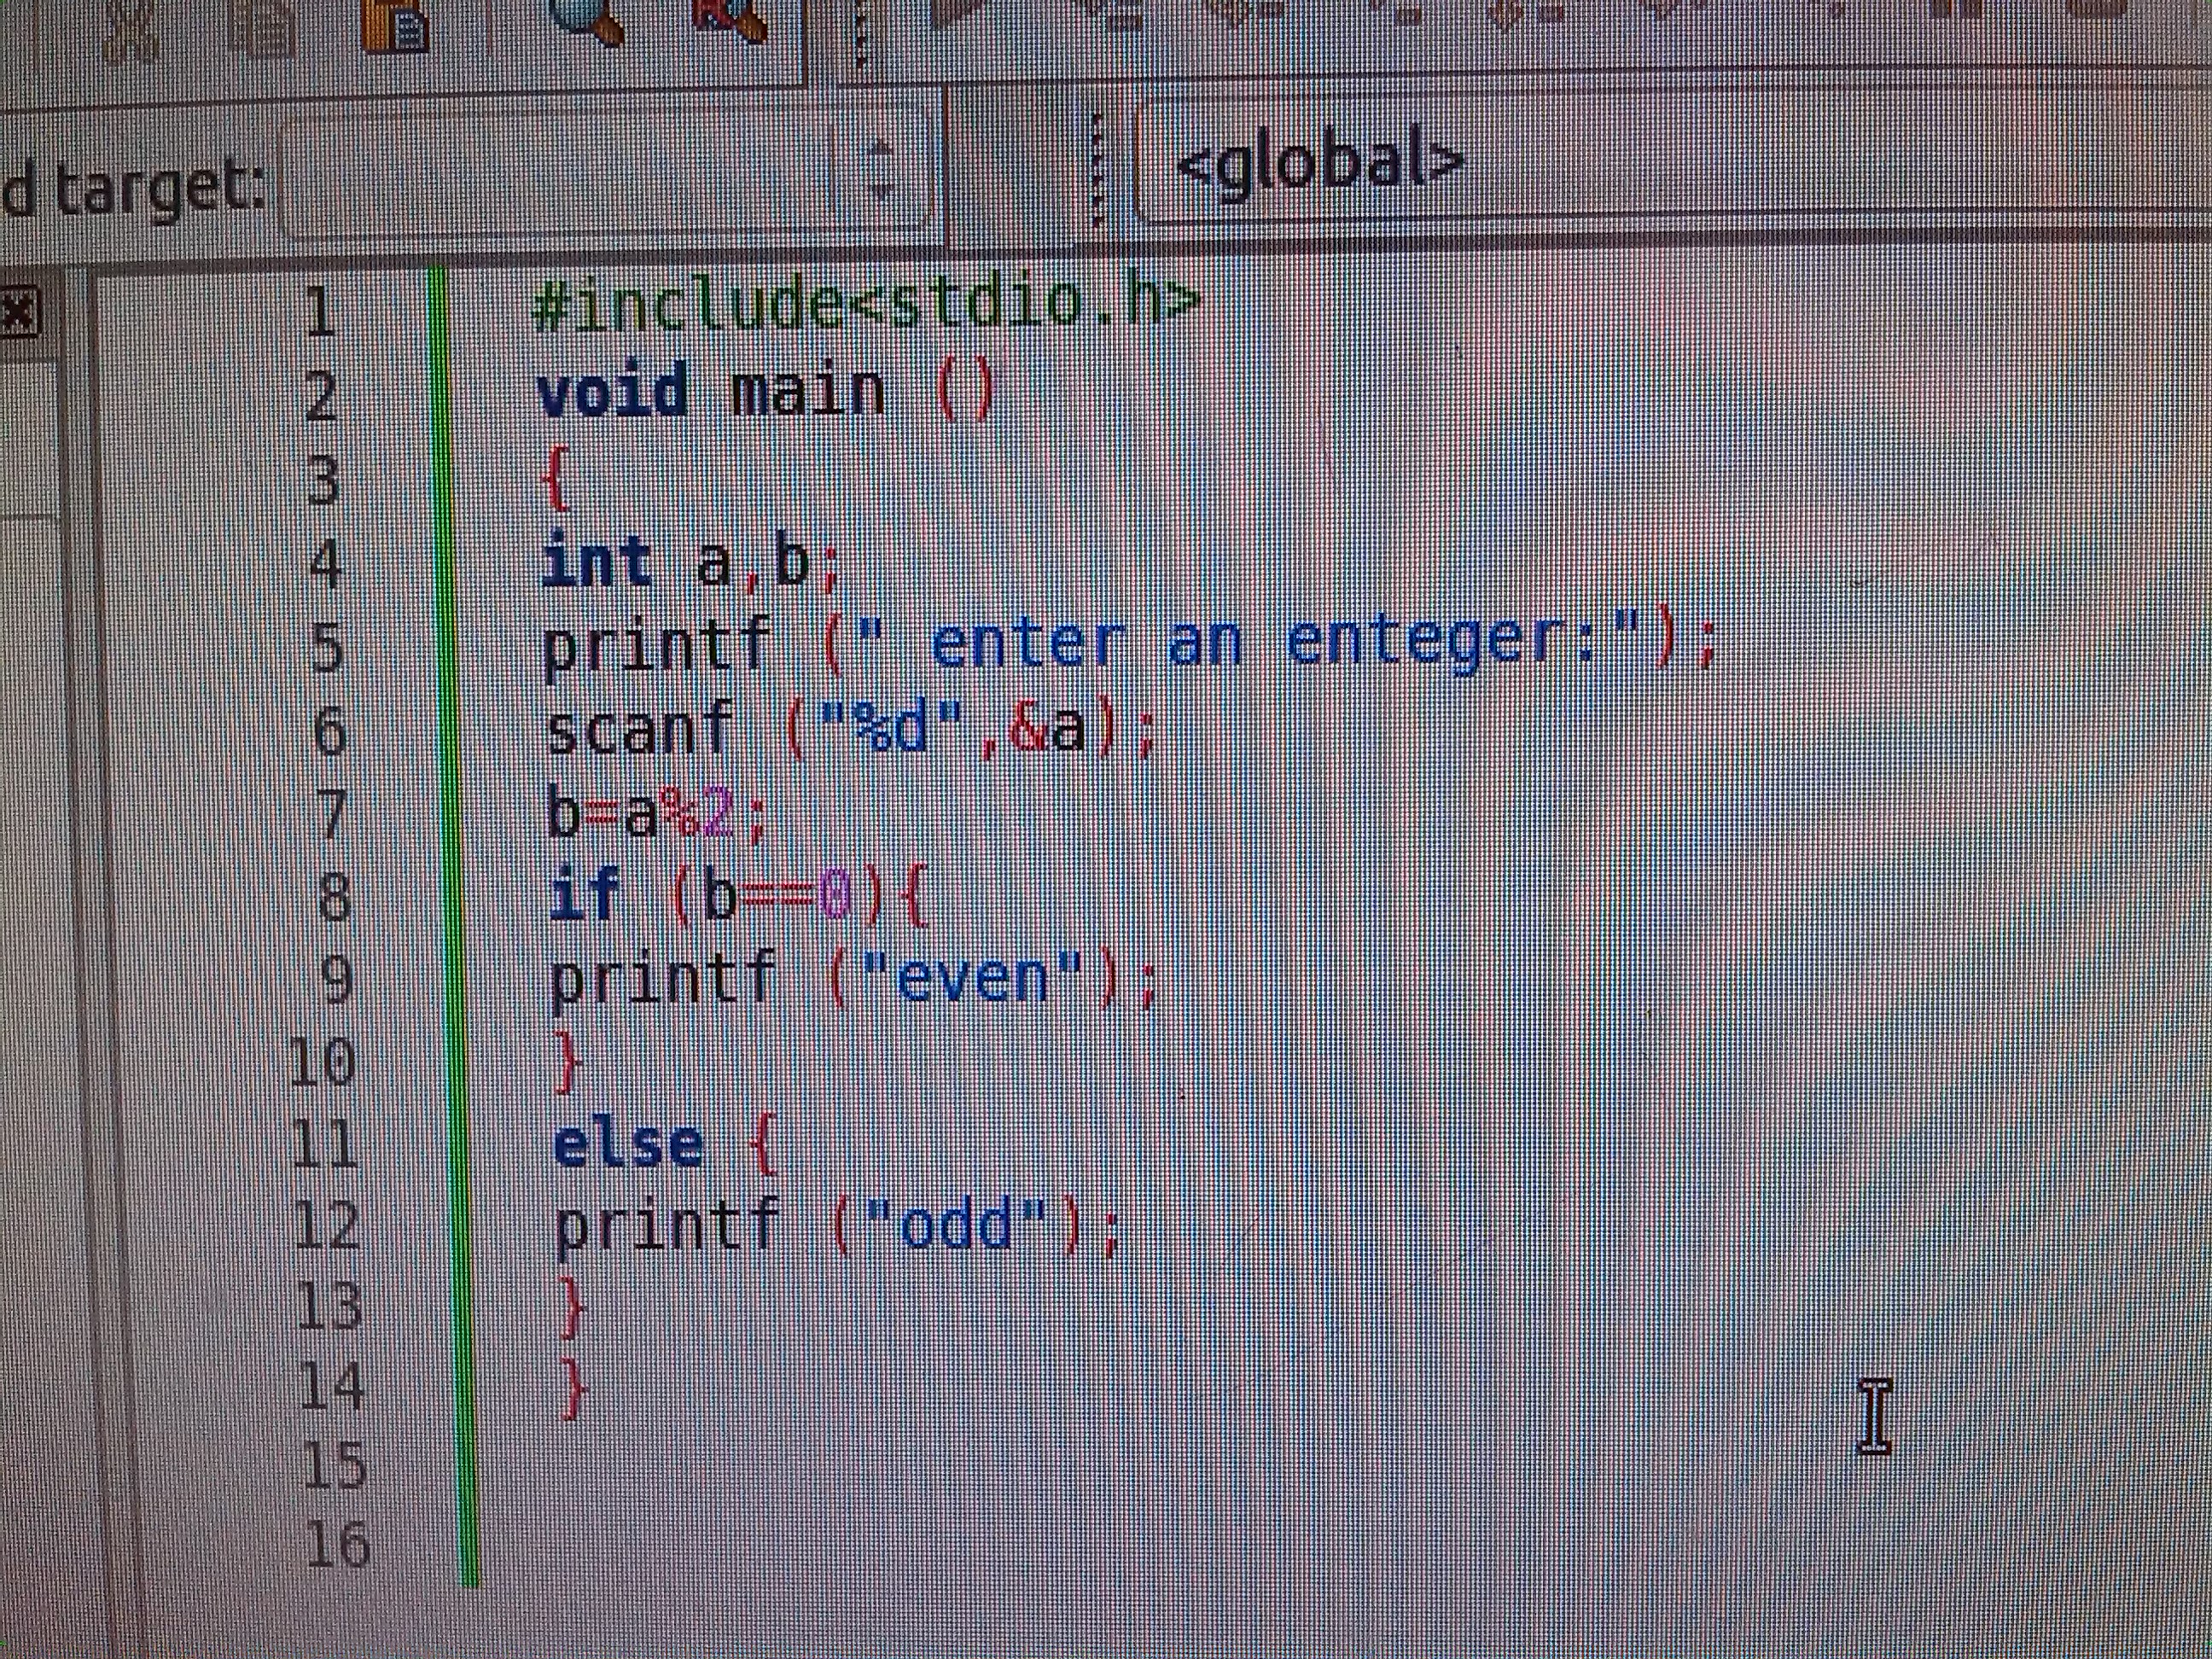 d target:
<global>
1 #include<stdio.h>
2 void main ()
3 {
4 int a,b;
5 printf (" enter an enteger:");
6 scanf ("%d",&a);
7 b=a%2;
8 if (b==0){
9 printf ("even");
10 }
11 else {
12 printf ("odd");
13 }
14 }
15
16